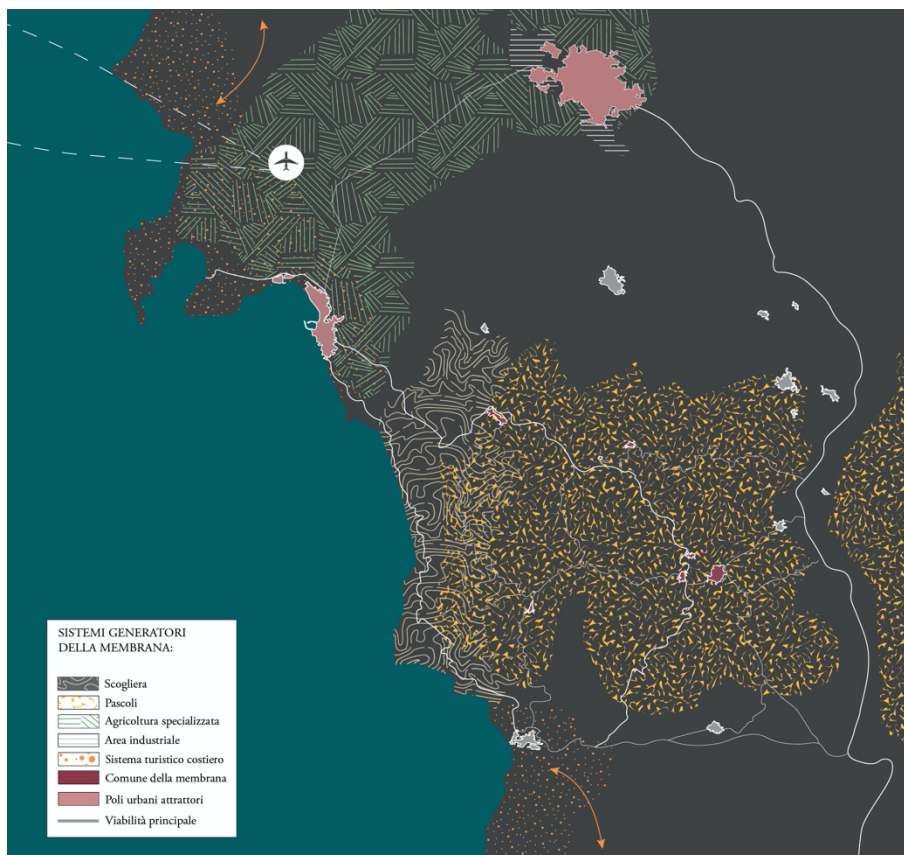 SISTEMI GENERATORI
DELLA MEMBRANA:
Scogliera
Pascoli
Agricoltura specializzata
Area industriale
Sistema turistico costiero
Comune della membrana
Poli urbani attrattori
Viabilità principale